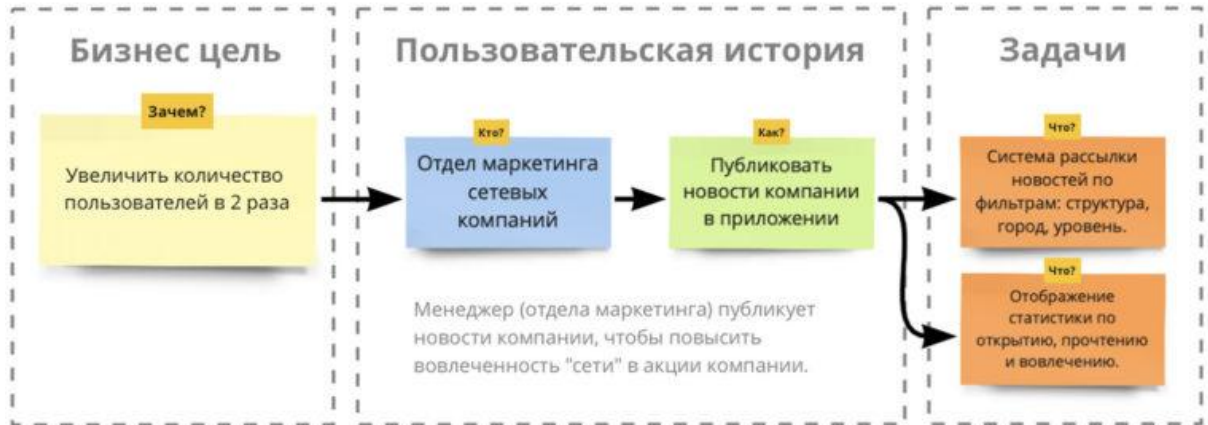 Бизнес цель
Зачем?
Увеличить количество
пользователей в 2 раза
Пользовательская история
Кто?
Отдел маркетинга
сетевых
компаний
Как?
Публиковать
новости компании
в приложении
Менеджер (отдела маркетинга) публикует
новости компании, чтобы повысить
вовлеченность "сети" в акции компании.
Задачи
Что?
Система рассылки
новостей по
фильтрам: структура,
город, уровень.
Что?
Отображение
статистики по
открытию, прочтению
и вовлечению.